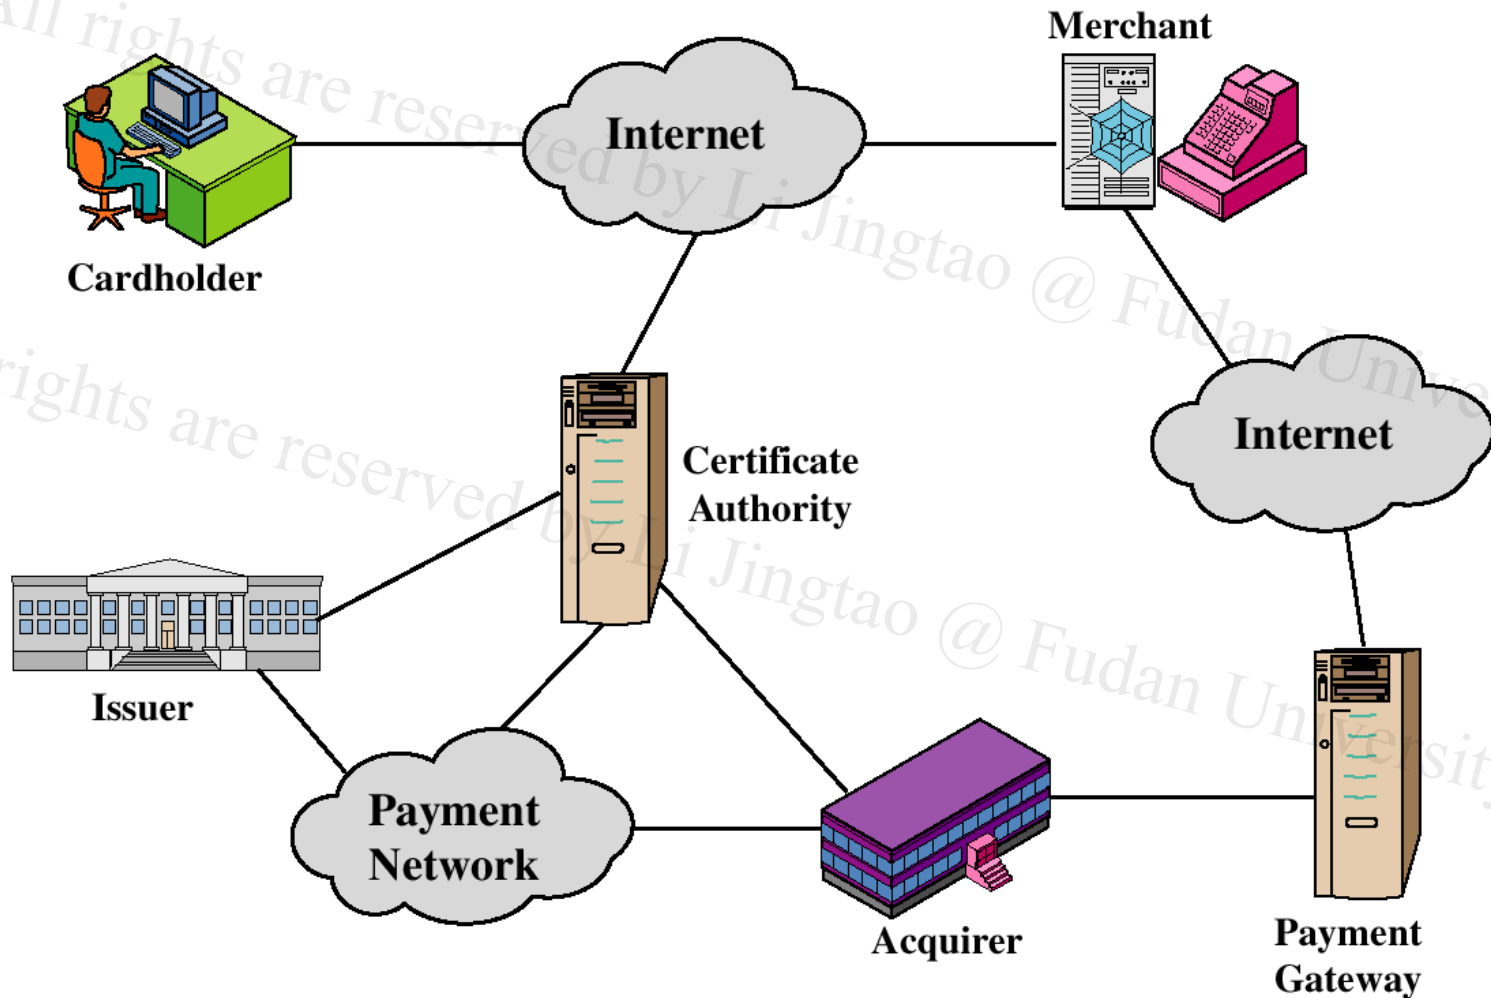 Merchant
Internet
Cardholder
Internet
Certificate
Authority
Issuer
Payment
Network
Acquirer
Payment
Gateway
All rights are reserved by Li Jingtao @ Fudan Unive
rights are reserved by Li Jingtao @ Fudan University